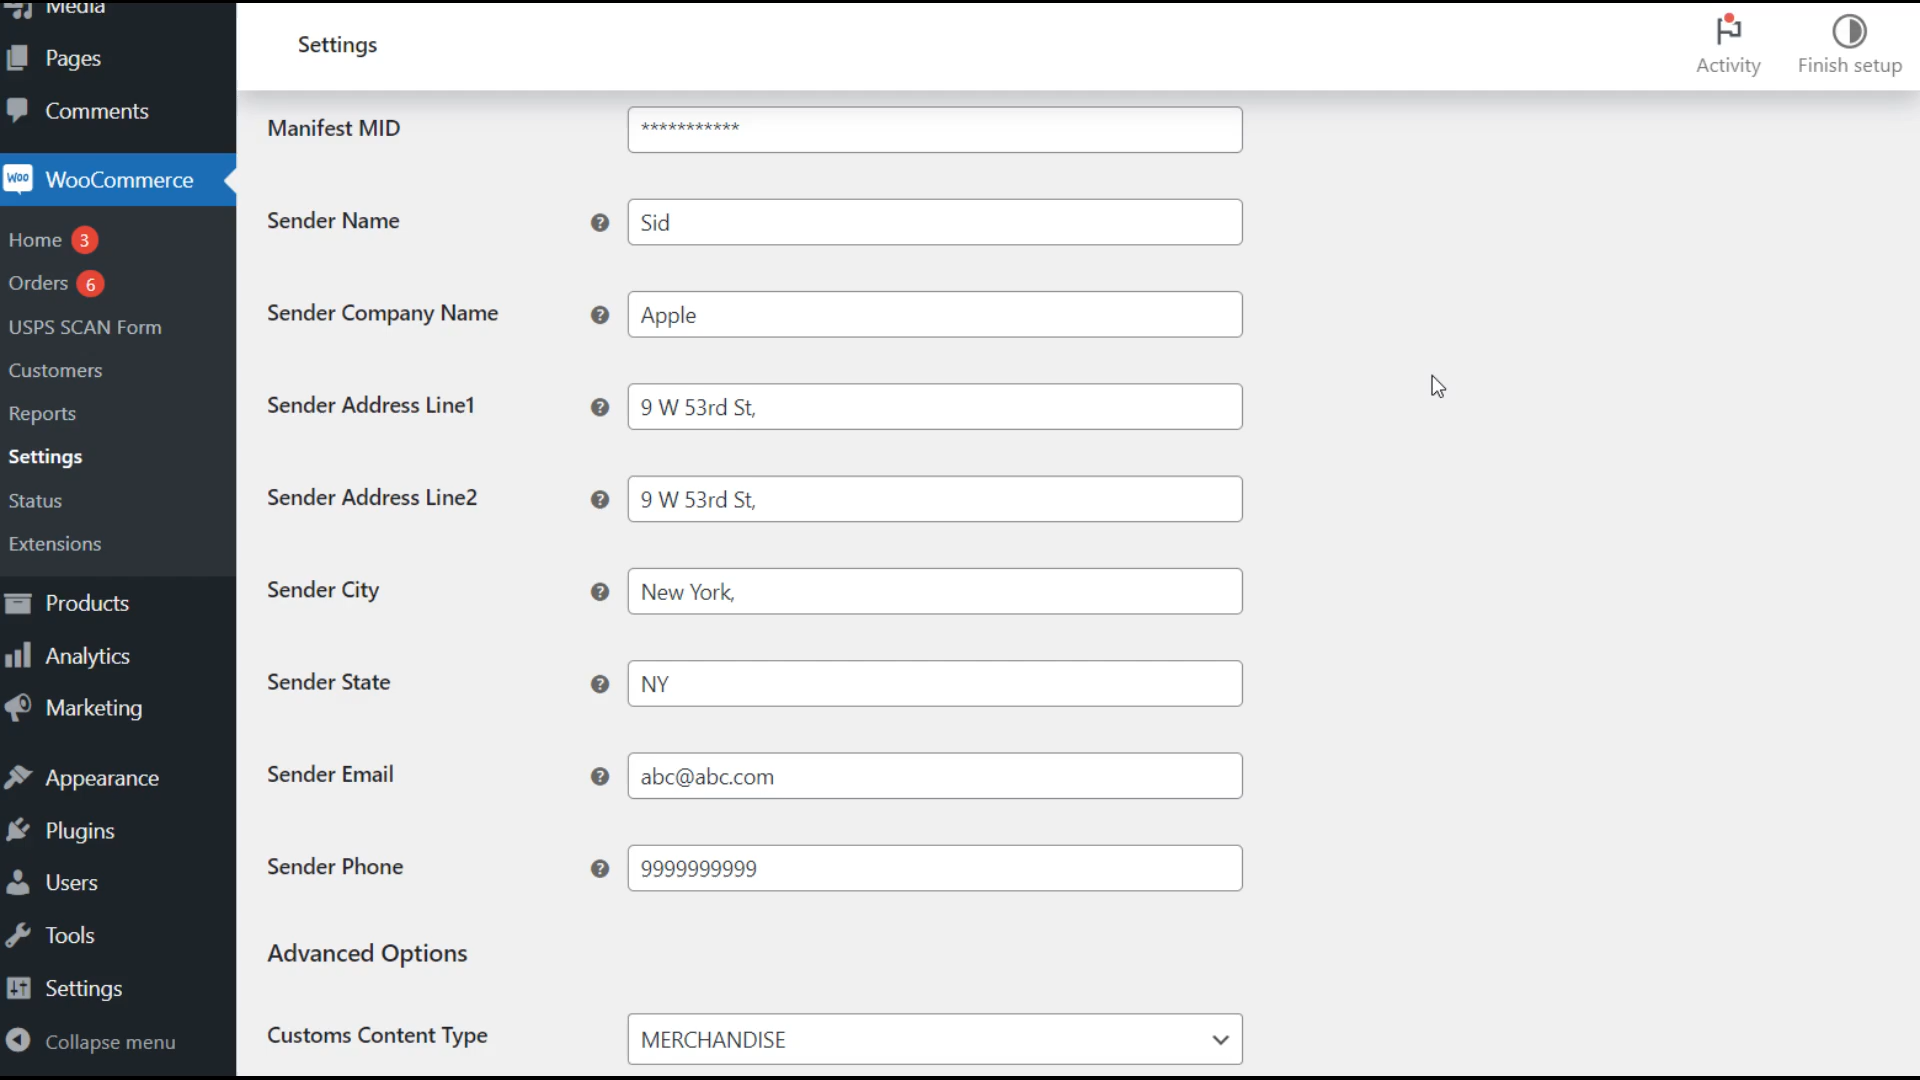 Media
Pages
Comments
Woo WooCommerce
Home 3
Orders 6
USPS SCAN Form
Customers
Reports
Settings
Status
Extensions
Products
Analytics
Marketing
Appearance
Plugins
Users
Tools
Settings
Collapse menu
Settings
Activity
Finish setup
Manifest MID
***********
Sender Name ? Sid
Sender Company Name ? Apple
Sender Address Line1 ? 9 W 53rd St,
Sender Address Line2 ? 9 W 53rd St,
Sender City ? New York,
Sender State ? NY
Sender Email ? abc@abc.com
Sender Phone ? 9999999999
Advanced Options
Customs Content Type MERCHANDISE